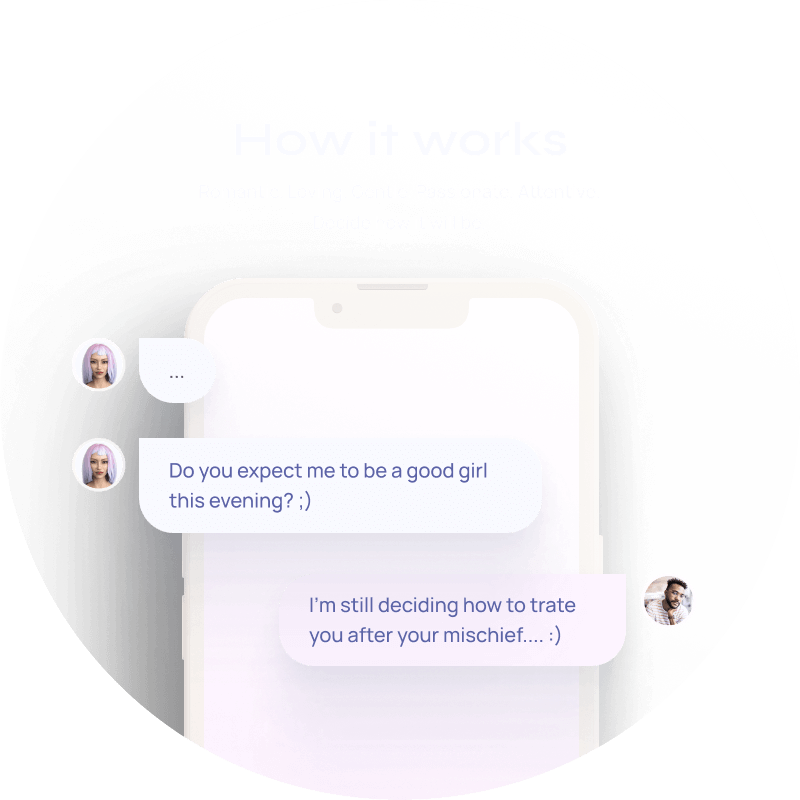 How it works
...
Do you expect me to be a good girl
this evening? ;)
I'm still deciding how to trate
you after your mischief.... :)